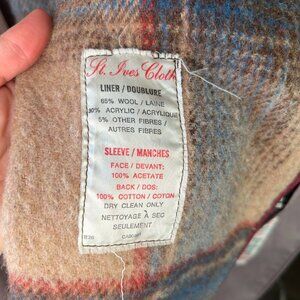 St. Ives Cloth
LINER / DOUBLURE
65% WOOL / LAINE
30% ACRYLIC / ACRYLIQUE
5% OTHER FIBRES /
AUTRES FIBRES
SLEEVE / MANCHES
FACE / DEVANT:
100% ACETATE
BACK / DOS:
100% COTTON / COTON
DRY CLEAN ONLY
NETTOYAGE À SEC
SEULEMENT